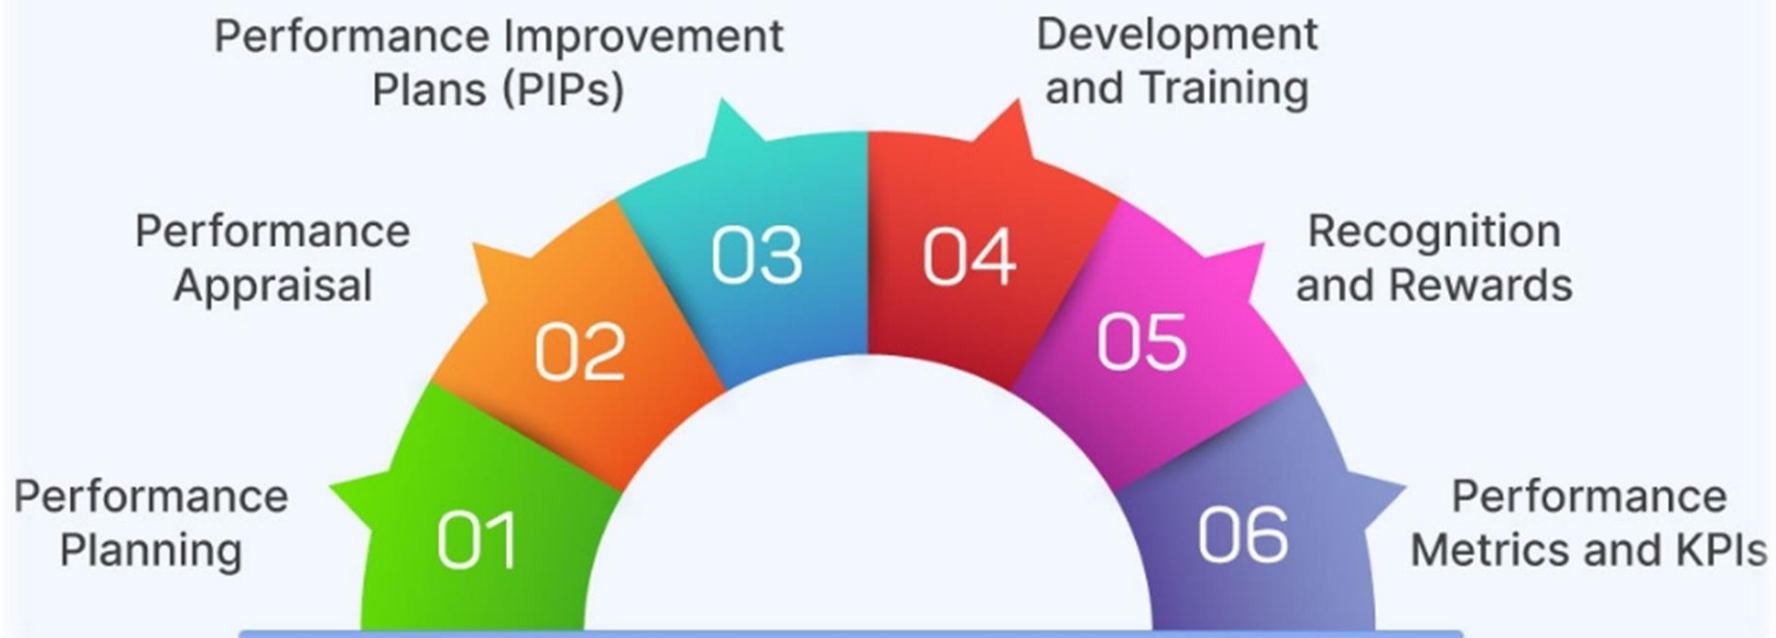 Performance Improvement
Plans (PIPs)
Development
and Training
Performance
Appraisal
Recognition
and Rewards
Performance
Planning
Performance
Metrics and KPIs
01
02
03
04
05
06